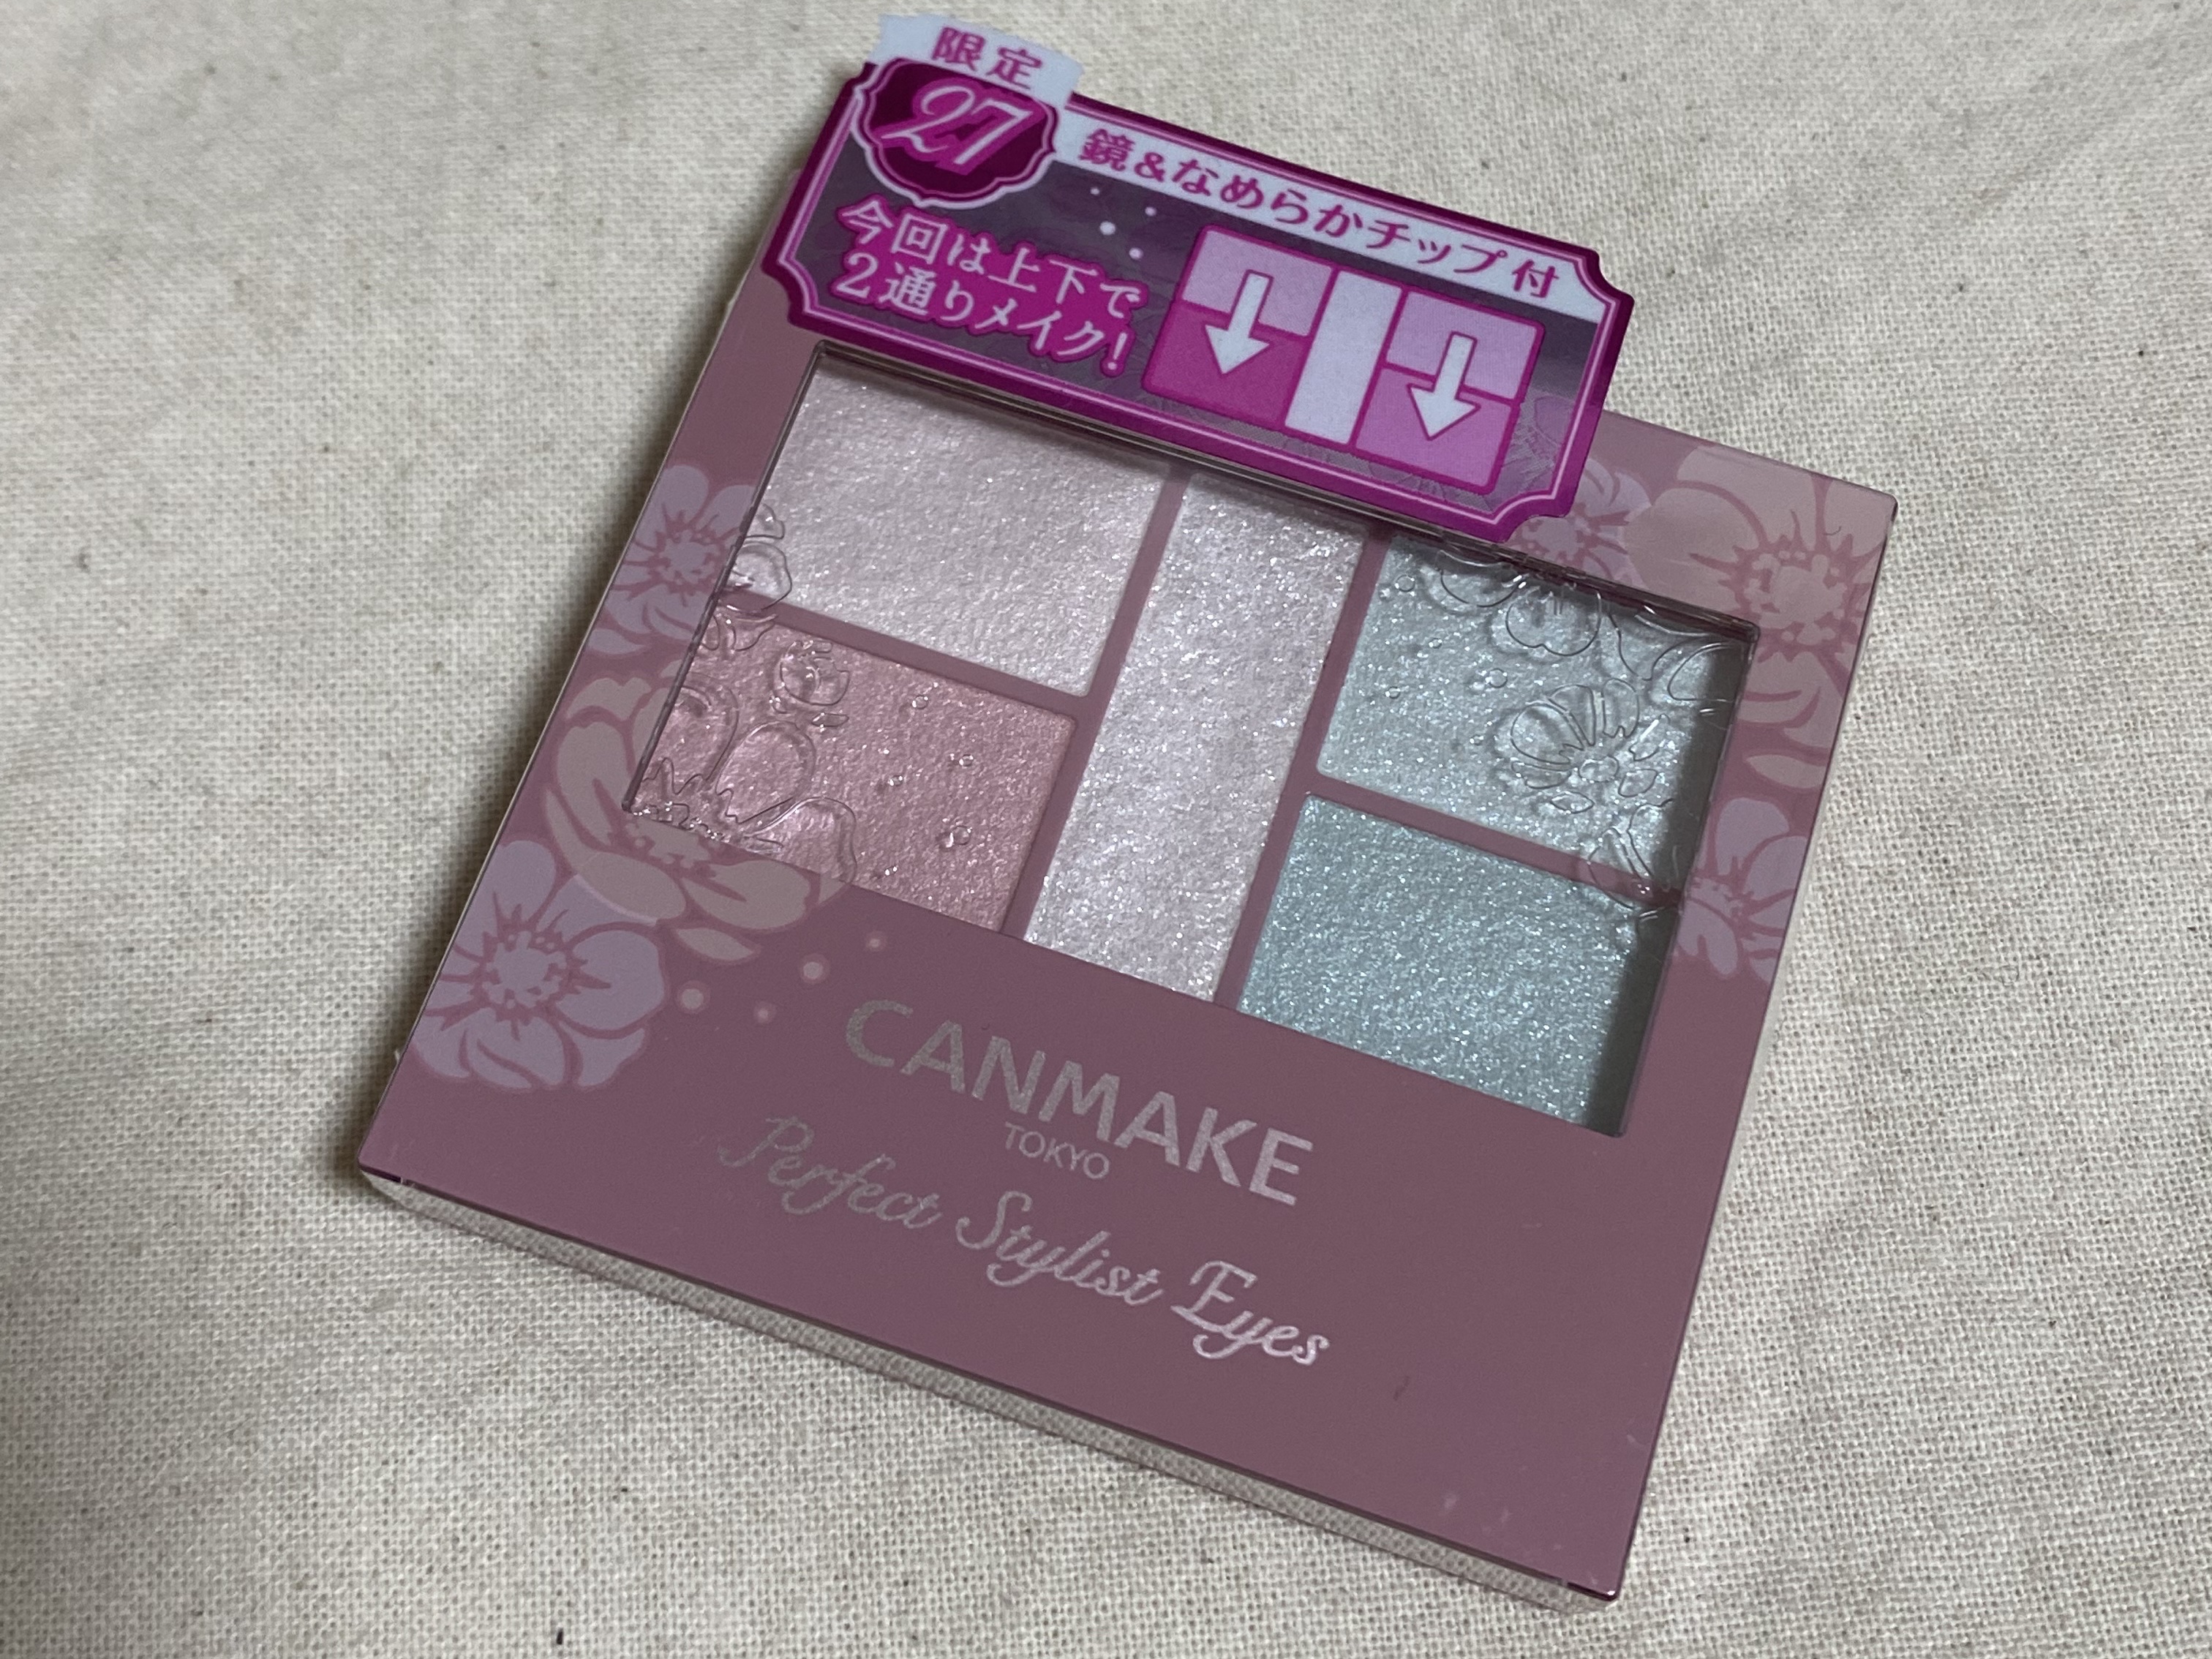 限定
27
鏡&なめらかチップ付
今回は上下で
2通りメイク!
CANMAKE
TOKYO
Perfect Stylist Eyes